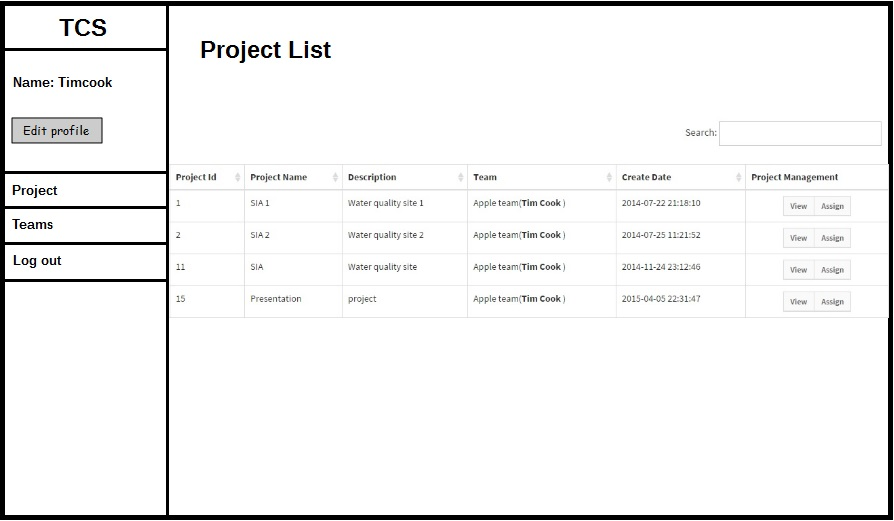 TCS
Name: Timcook
Edit profile
Project
Teams
Log out
Project List
Search:
Project Id Project Name Description Team Create Date Project Management
1 SIA 1 Water quality site 1 Apple team(Tim Cook ) 2014-07-22 21:18:10 View Assign
2 SIA 2 Water quality site 2 Apple team(Tim Cook ) 2014-07-25 11:21:52 View Assign
11 SIA Water quality site Apple team(Tim Cook ) 2014-11-24 23:12:46 View Assign
15 Presentation project Apple team(Tim Cook ) 2015-04-05 22:31:47 View Assign